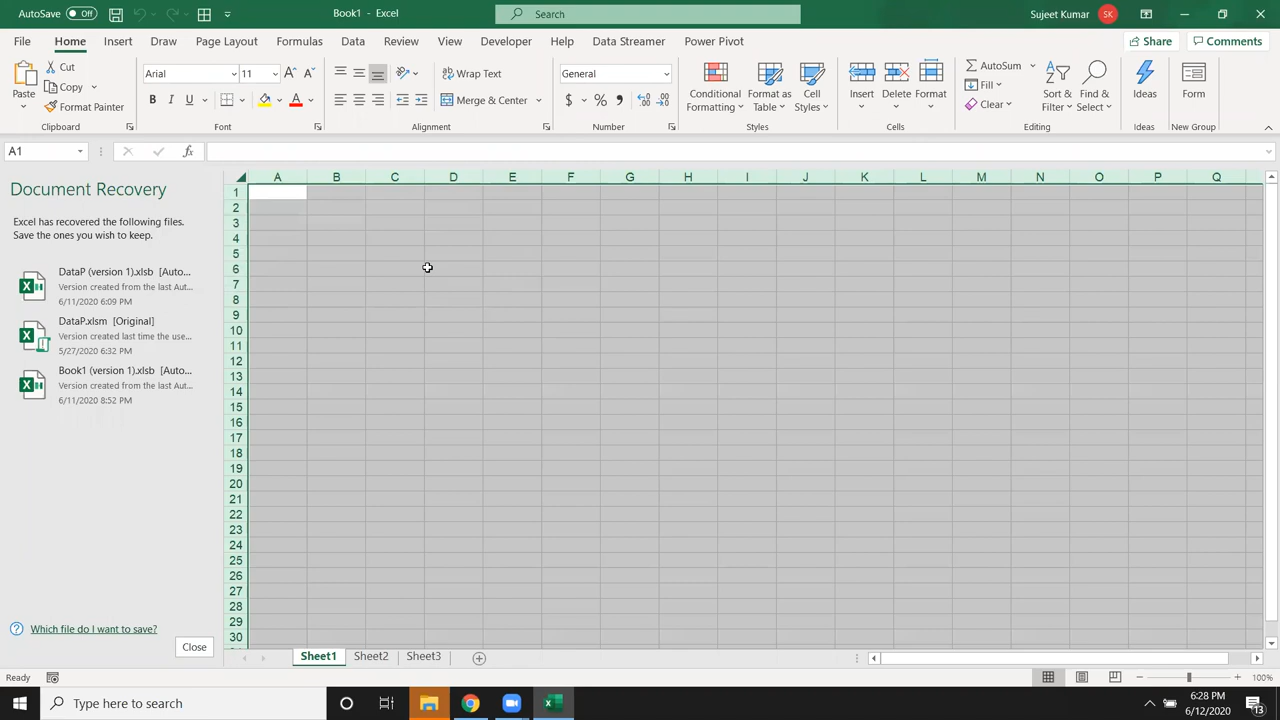 AutoSave Off Book1 - Excel Search Sujeet Kumar SK
File Home Insert Draw Page Layout Formulas Data Review View Developer Help Data Streamer Power Pivot Share Comments
Paste Cut Copy Format Painter Clipboard
Arial 11 B I U Font
Wrap Text Merge & Center Alignment
General $ % , Number
Conditional Formatting Format as Table Cell Styles Styles
Insert Delete Format Cells
AutoSum Fill Clear Sort & Filter Find & Select Editing
Ideas Ideas
Form New Group
A1 fx
Document Recovery
Excel has recovered the following files.
Save the ones you wish to keep.
DataP (version 1).xlsb [Auto...
Version created from the last Aut...
6/11/2020 6:09 PM
DataP.xlsm [Original]
Version created last time the use...
5/27/2020 6:32 PM
Book1 (version 1).xlsb [Auto...
Version created from the last Aut...
6/11/2020 8:52 PM
Which file do I want to save?
Close
A B C D E F G H I J K L M N O P Q
1
2
3
4
5
6
7
8
9
10
11
12
13
14
15
16
17
18
19
20
21
22
23
24
25
26
27
28
29
30
Sheet1 Sheet2 Sheet3
Ready 100%
Type here to search 6:28 PM
6/12/2020 13